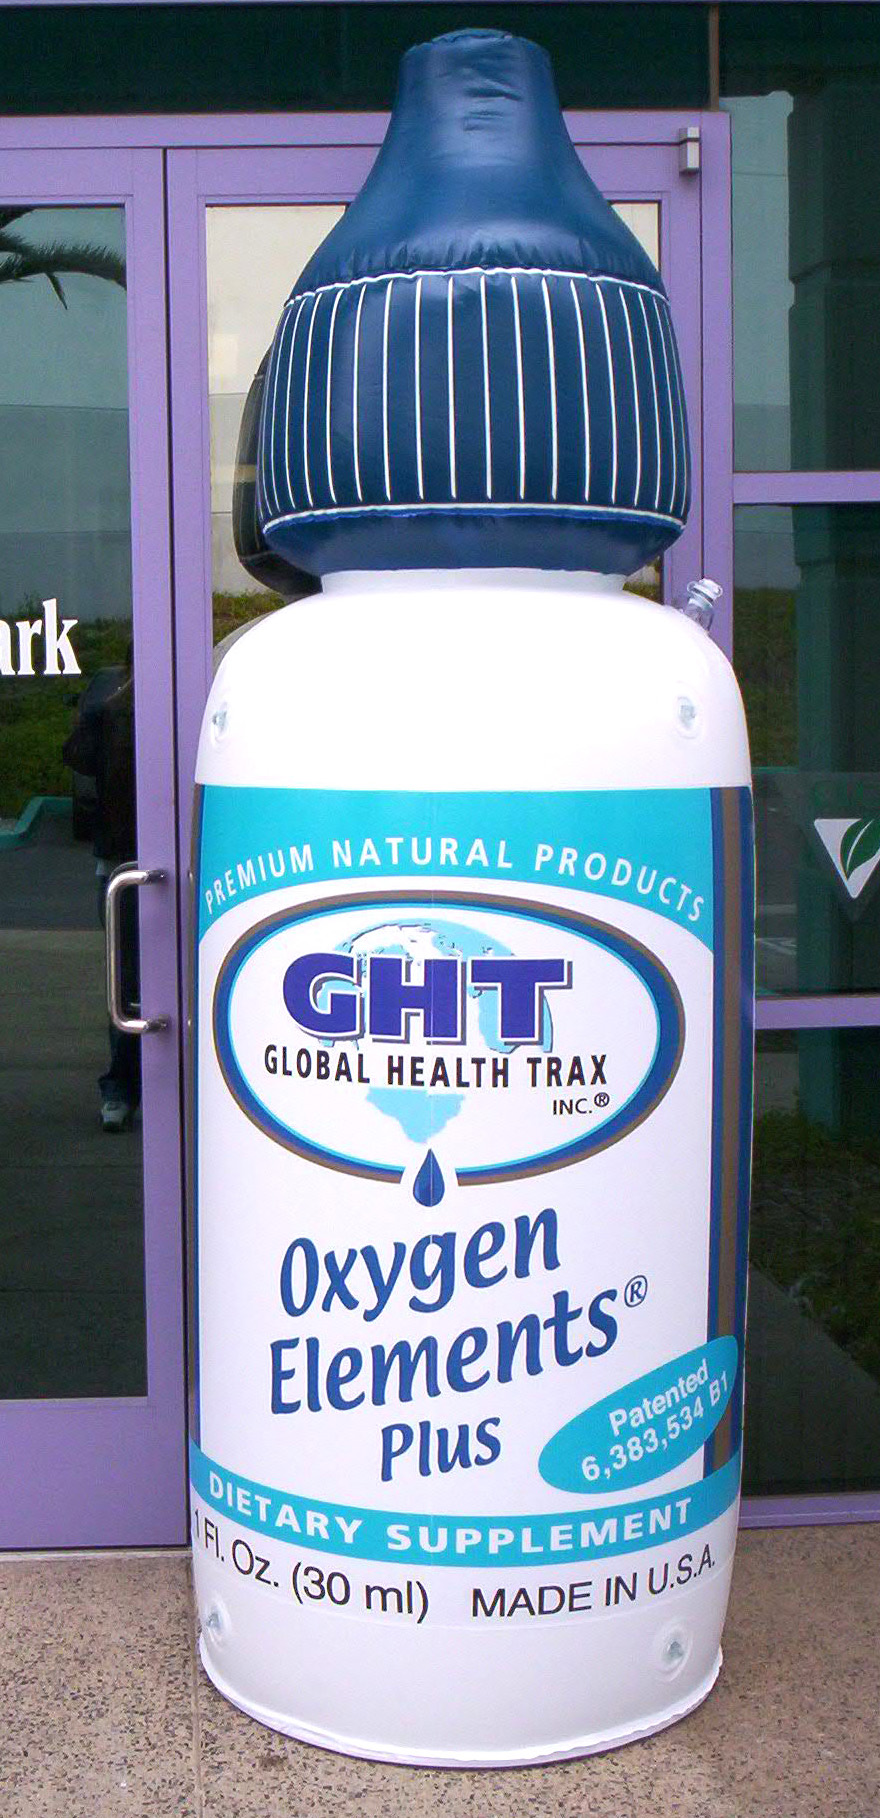 ark
PREMIUM NATURAL PRODUCTS
GHT
GLOBAL HEALTH TRAX
INC.®
Oxygen
Elements®
Plus
Patented
6,383,534 B1
DIETARY SUPPLEMENT
1 Fl. Oz. (30 ml) MADE IN U.S.A.